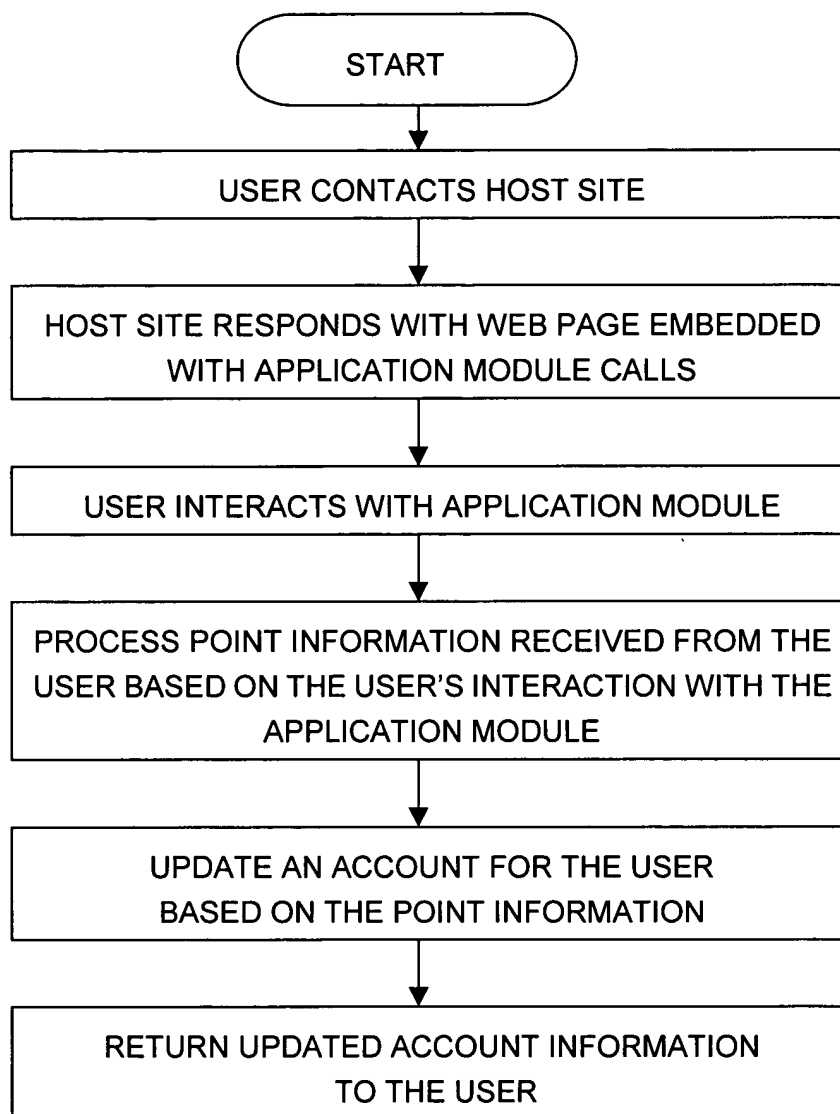 START
USER CONTACTS HOST SITE
HOST SITE RESPONDS WITH WEB PAGE EMBEDDED
WITH APPLICATION MODULE CALLS
USER INTERACTS WITH APPLICATION MODULE
PROCESS POINT INFORMATION RECEIVED FROM THE
USER BASED ON THE USER'S INTERACTION WITH THE
APPLICATION MODULE
UPDATE AN ACCOUNT FOR THE USER
BASED ON THE POINT INFORMATION
RETURN UPDATED ACCOUNT INFORMATION
TO THE USER